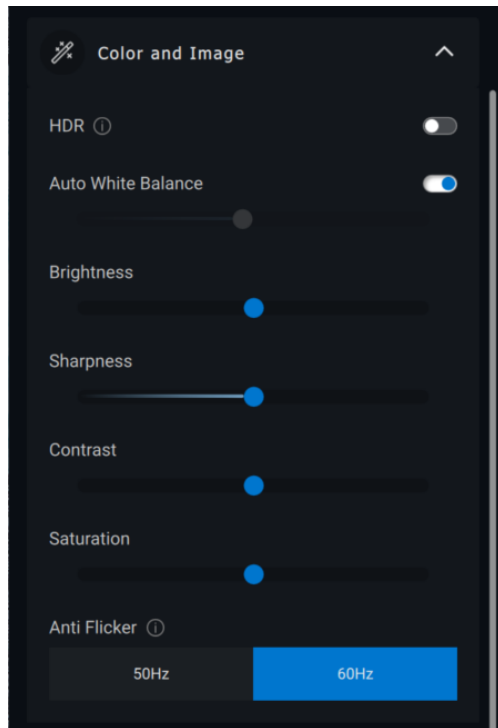 Color and Image
HDR
Auto White Balance
Brightness
Sharpness
Contrast
Saturation
Anti Flicker
50Hz
60Hz